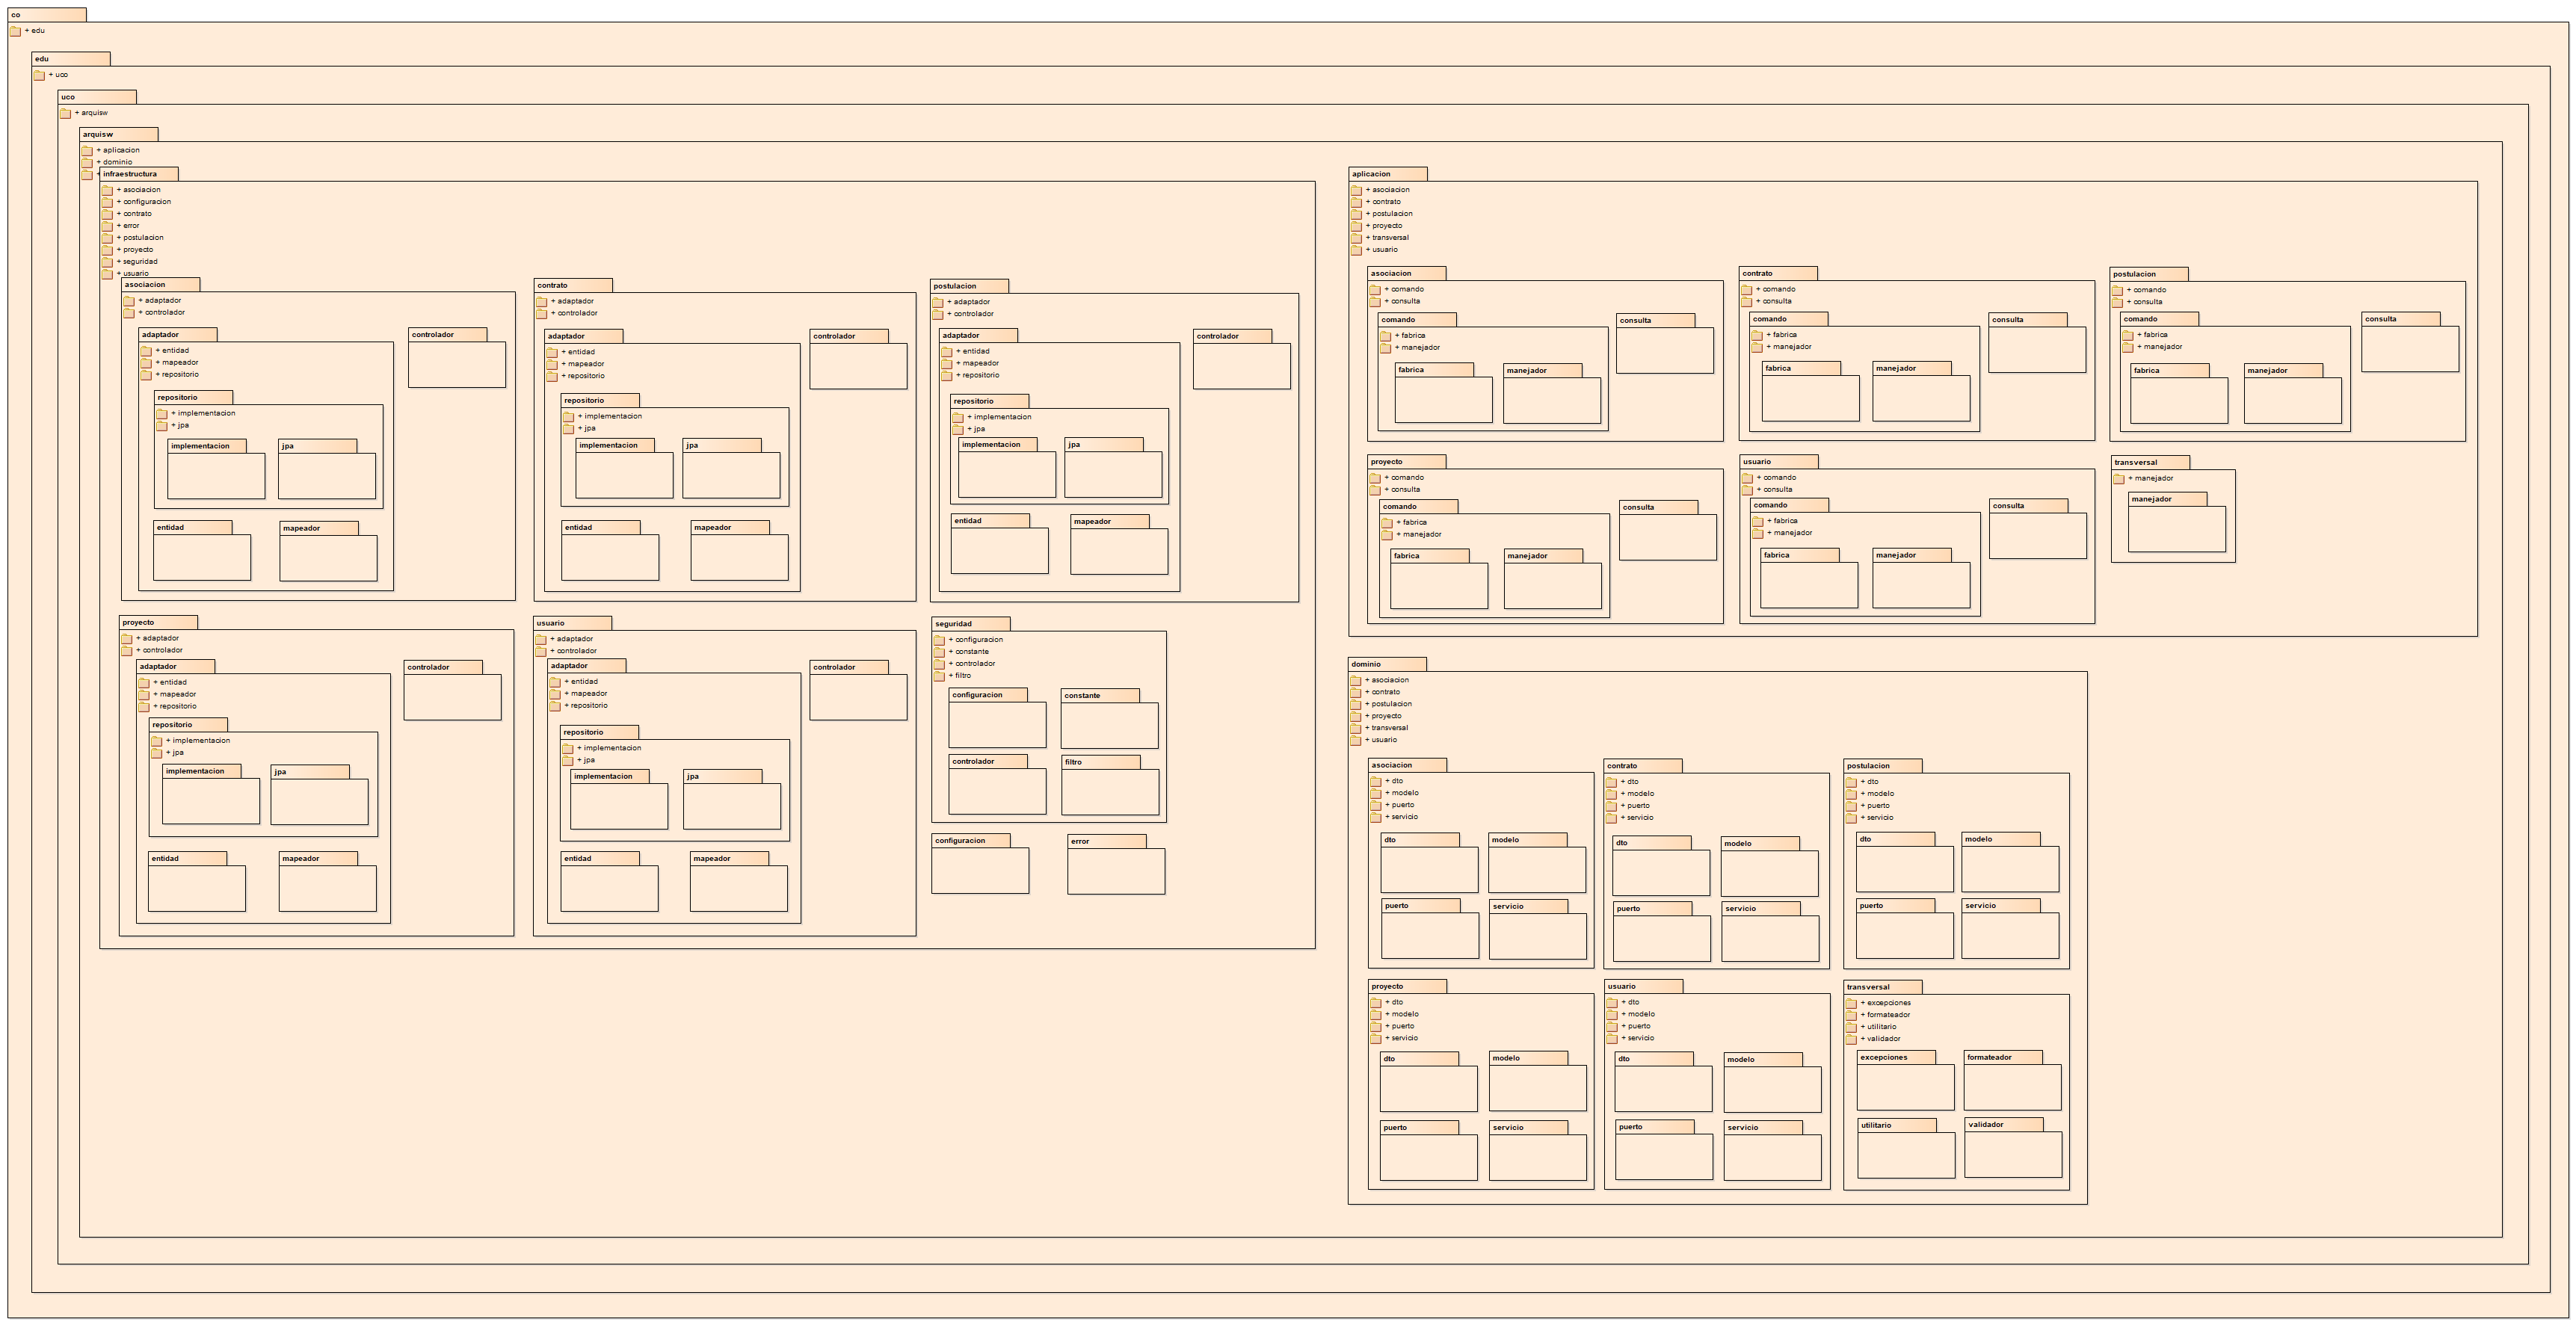 co
+ edu
edu
+ uco
uco
+ arquisw
arquisw
+ aplicacion
+ dominio
+
infraestructura
+ asociacion
+ configuracion
+ contrato
+ error
+ postulacion
+ proyecto
+ seguridad
+ usuario
asociacion
+ adaptador
+ controlador
adaptador
+ entidad
+ mapeador
+ repositorio
repositorio
+ implementacion
+ jpa
implementacion
jpa
entidad
mapeador
controlador
contrato
+ adaptador
+ controlador
adaptador
+ entidad
+ mapeador
+ repositorio
repositorio
+ implementacion
+ jpa
implementacion
jpa
entidad
mapeador
controlador
postulacion
+ adaptador
+ controlador
adaptador
+ entidad
+ mapeador
+ repositorio
repositorio
+ implementacion
+ jpa
implementacion
jpa
entidad
mapeador
controlador
proyecto
+ adaptador
+ controlador
adaptador
+ entidad
+ mapeador
+ repositorio
repositorio
+ implementacion
+ jpa
implementacion
jpa
entidad
mapeador
controlador
usuario
+ adaptador
+ controlador
adaptador
+ entidad
+ mapeador
+ repositorio
repositorio
+ implementacion
+ jpa
implementacion
jpa
entidad
mapeador
controlador
seguridad
+ configuracion
+ constante
+ controlador
+ filtro
configuracion
constante
controlador
filtro
configuracion
error
aplicacion
+ asociacion
+ contrato
+ postulacion
+ proyecto
+ transversal
+ usuario
asociacion
+ comando
+ consulta
comando
+ fabrica
+ manejador
fabrica
manejador
consulta
contrato
+ comando
+ consulta
comando
+ fabrica
+ manejador
fabrica
manejador
consulta
postulacion
+ comando
+ consulta
comando
+ fabrica
+ manejador
fabrica
manejador
consulta
proyecto
+ comando
+ consulta
comando
+ fabrica
+ manejador
fabrica
manejador
consulta
usuario
+ comando
+ consulta
comando
+ fabrica
+ manejador
fabrica
manejador
consulta
transversal
+ manejador
manejador
dominio
+ asociacion
+ contrato
+ postulacion
+ proyecto
+ transversal
+ usuario
asociacion
+ dto
+ modelo
+ puerto
+ servicio
dto
modelo
puerto
servicio
contrato
+ dto
+ modelo
+ puerto
+ servicio
dto
modelo
puerto
servicio
postulacion
+ dto
+ modelo
+ puerto
+ servicio
dto
modelo
puerto
servicio
proyecto
+ dto
+ modelo
+ puerto
+ servicio
dto
modelo
puerto
servicio
usuario
+ dto
+ modelo
+ puerto
+ servicio
dto
modelo
puerto
servicio
transversal
+ excepciones
+ formateador
+ utilitario
+ validador
excepciones
formateador
utilitario
validador